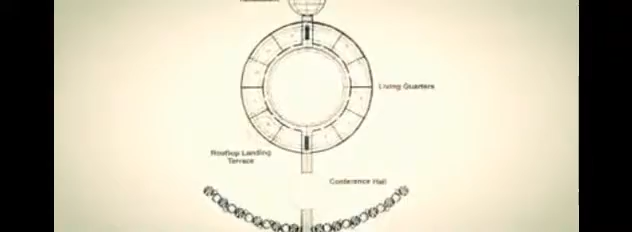 Living Quarters
Rooftop Landing
Terrace
Conference Hall